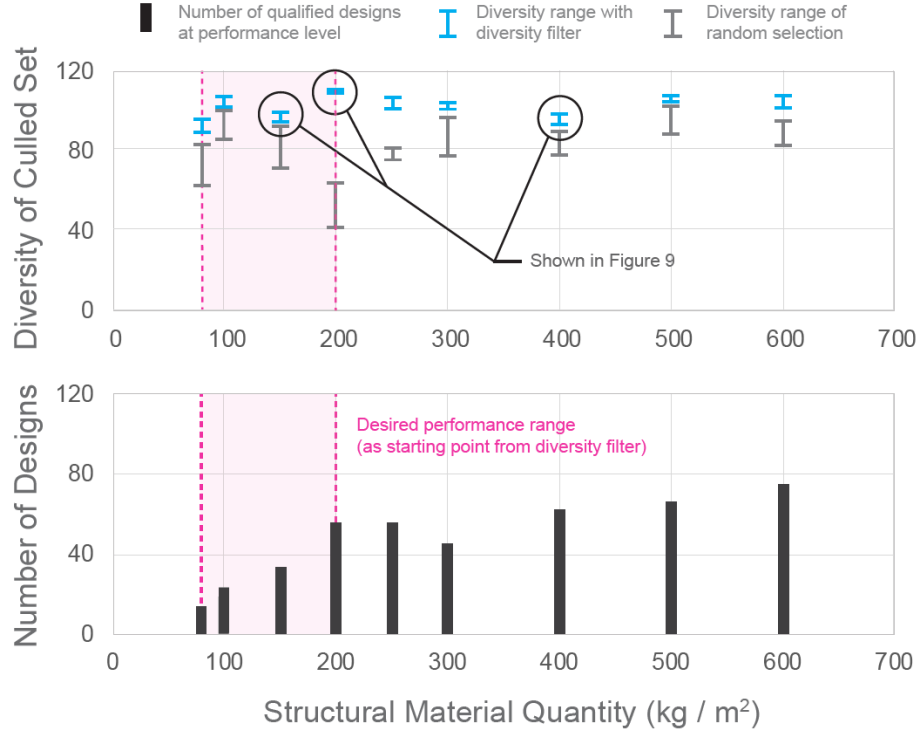 Number of qualified designs
at performance level
Diversity range with
diversity filter
Diversity range of
random selection
Diversity of Culled Set
120
80
40
0
Shown in Figure 9
0 100 200 300 400 500 600 700
Number of Designs
120
80
40
0
Desired performance range
(as starting point from diversity filter)
0 100 200 300 400 500 600 700
Structural Material Quantity (kg / m²)